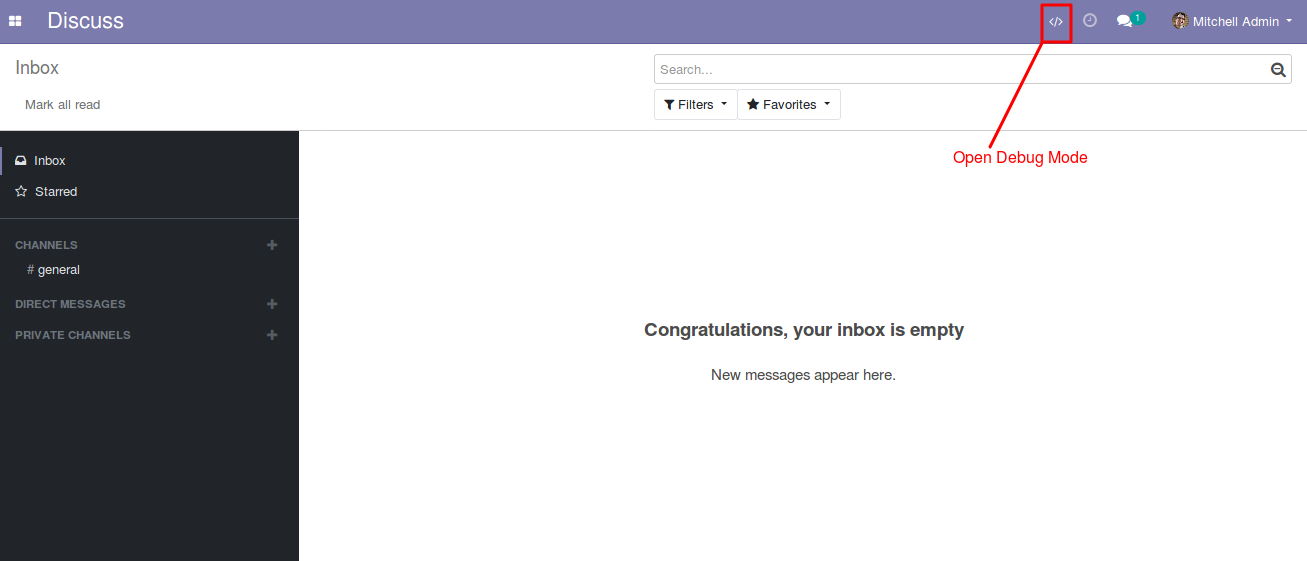 Discuss
</>
1
Mitchell Admin
Inbox
Search...
Mark all read
Filters
Favorites
Open Debug Mode
Inbox
Starred
CHANNELS
# general
DIRECT MESSAGES
PRIVATE CHANNELS
Congratulations, your inbox is empty
New messages appear here.